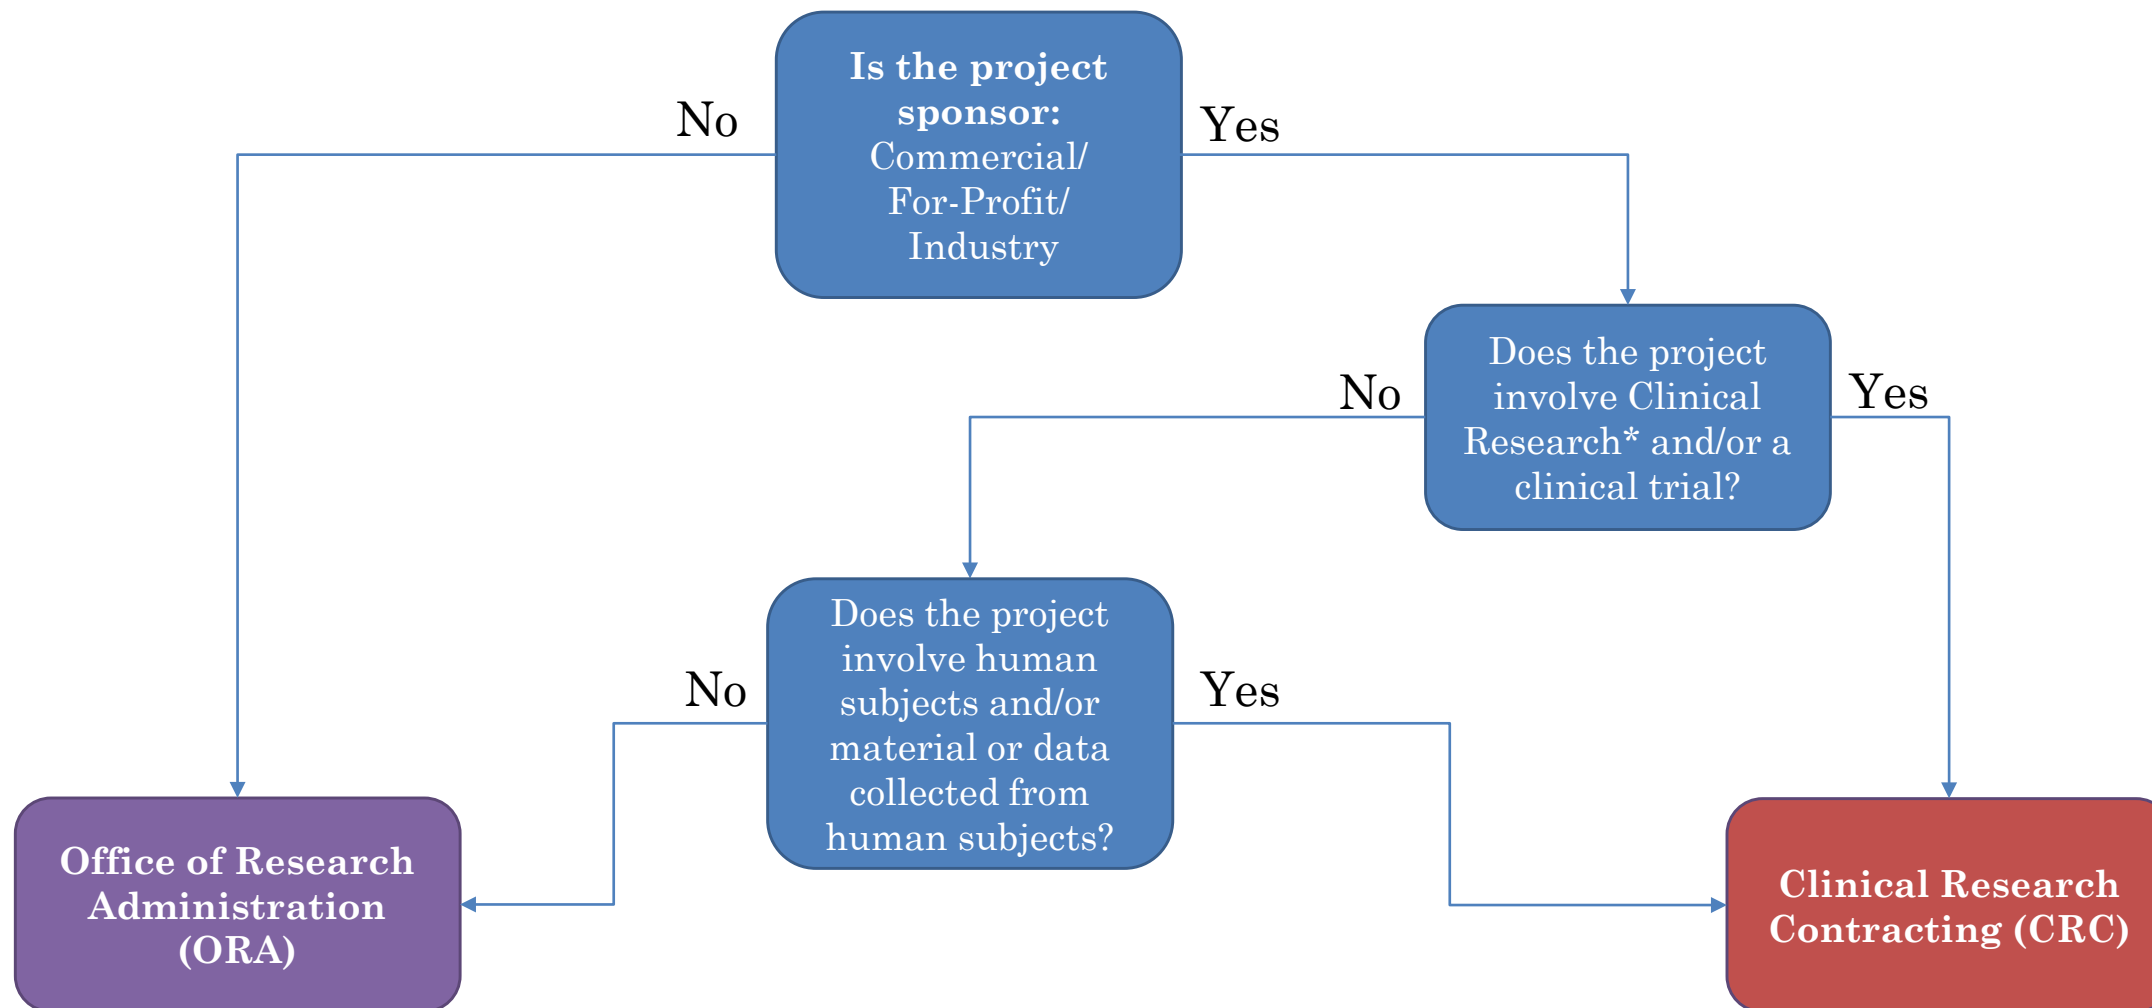 Is the project
sponsor:
Commercial/
For-Profit/
Industry
No
Yes
Does the project
involve Clinical
Research* and/or a
clinical trial?
No
Yes
Does the project
involve human
subjects and/or
material or data
collected from
human subjects?
No
Yes
Office of Research
Administration
(ORA)
Clinical Research
Contracting (CRC)